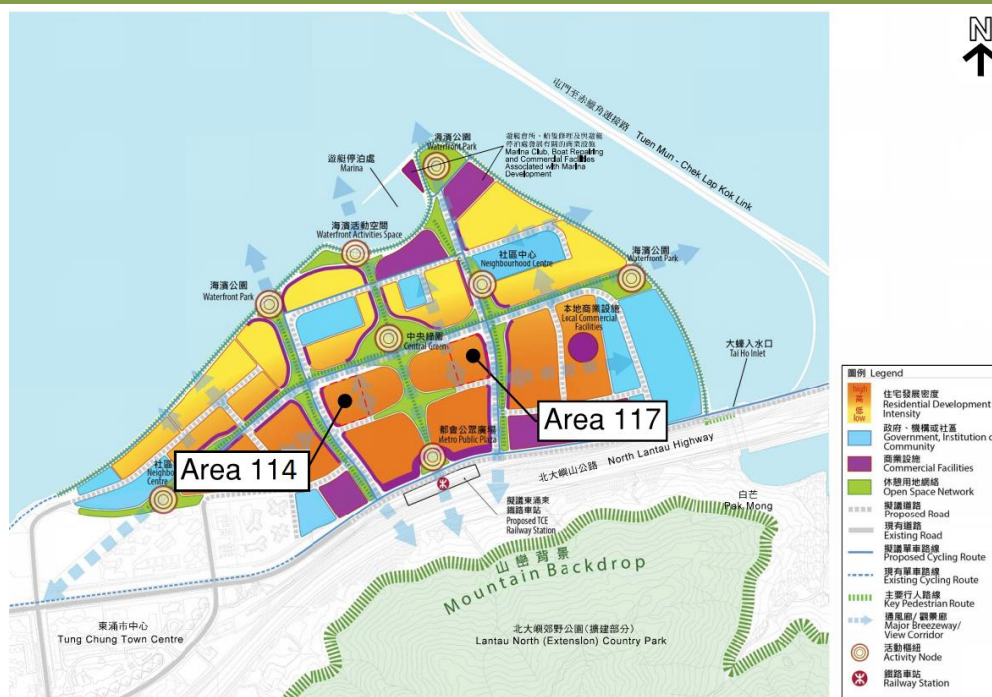 N
屯門至赤鱲角連接路 Tuen Mun - Chek Lap Kok Link
海濱公園
Waterfront Park
遊艇會所、船隻修理及與遊艇
停泊處發展有關的商業設施
Marina Club, Boat Repairing
and Commercial Facilities
Associated with Marina
Development
遊艇停泊處
Marina
海濱活動空間
Waterfront Activities Space
社區中心
Neighbourhood Centre
海濱公園
Waterfront Park
海濱公園
Waterfront Park
本地商業設施
Local Commercial
Facilities
中央綠園
Central Greens
大蠔入水口
Tai Ho Inlet
Area 117
Area 114
都會公眾廣場
Metro Public Plaza
北大嶼山公路 North Lantau Highway
社區
Centre
擬議東涌東
鐵路車站
Proposed TCE
Railway Station
白芒
Pak Mong
山巒背景
Mountain Backdrop
東涌市中心
Tung Chung Town Centre
北大嶼郊野公園(擴建部分)
Lantau North (Extension) Country Park
圖例 Legend
high
高
低
low
住宅發展密度
Residential Development
Intensity
政府、機構或社區
Government, Institution o
Community
商業設施
Commercial Facilities
休憩用地網絡
Open Space Network
擬議道路
Proposed Road
現有道路
Existing Road
擬議單車路線
Proposed Cycling Route
現有單車路線
Existing Cycling Route
主要行人路線
Key Pedestrian Route
通風廊/ 觀景廊
Major Breezeway/
View Corridor
活動樞紐
Activity Node
鐵路車站
Railway Station